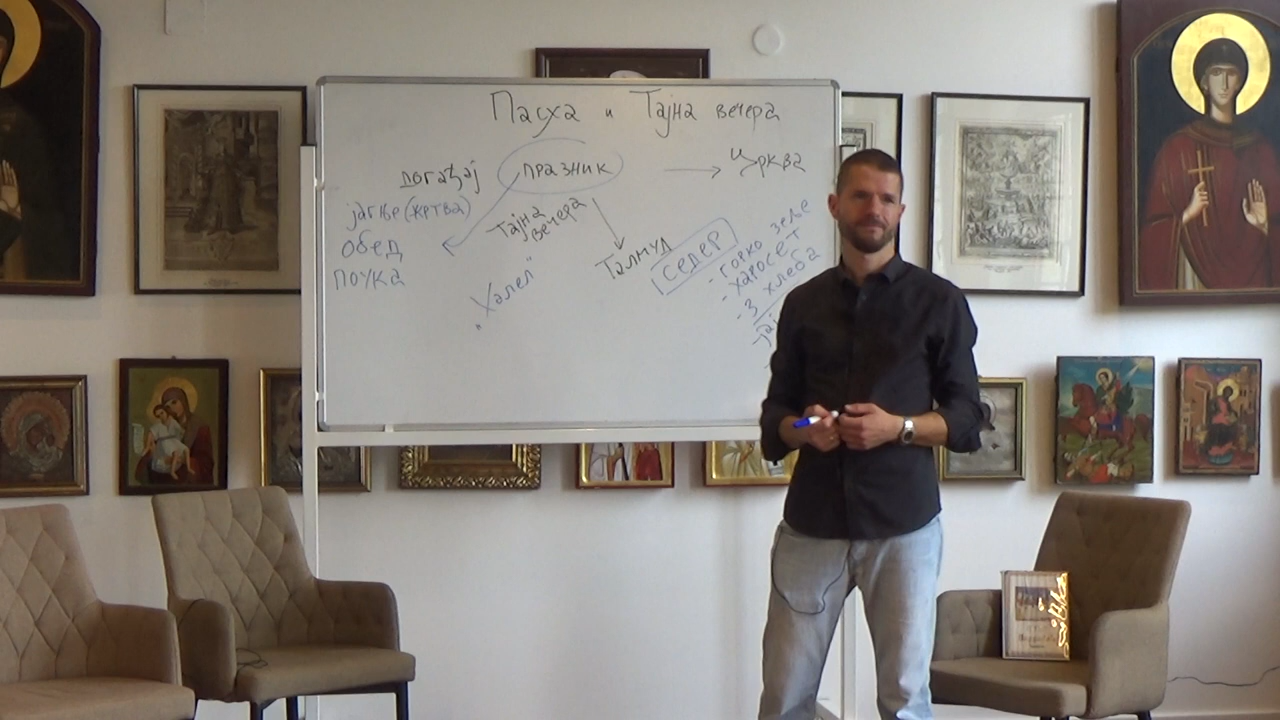 Пасха и Тајна вечера
догађај празник → Црква
јагње (жртва)
обед
поука
Тајна
вечера
"Халел"
Талмуд
СЕДЕР
- горко зеље
- харосет
- 3 хлеба